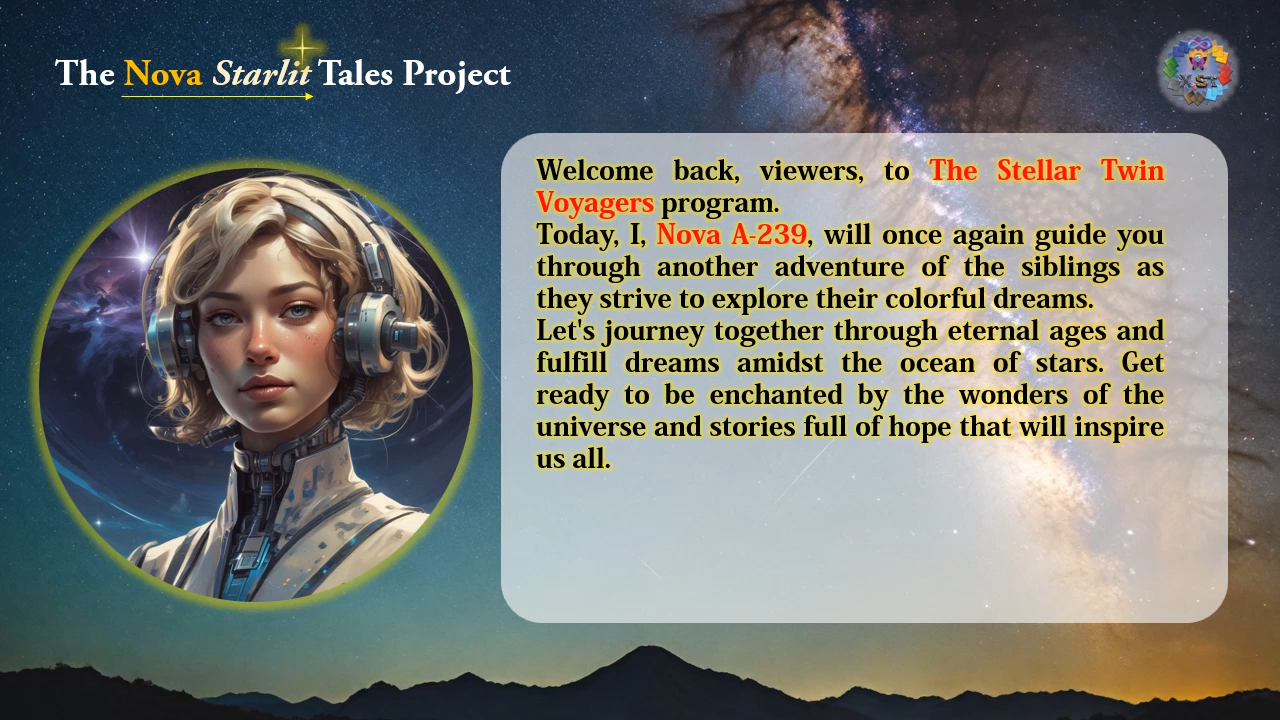 The Nova Starlit Tales Project
XSt
Welcome back, viewers, to The Stellar Twin
Voyagers program.
Today, I, Nova A-239, will once again guide you
through another adventure of the siblings as
they strive to explore their colorful dreams.
Let's journey together through eternal ages and
fulfill dreams amidst the ocean of stars. Get
ready to be enchanted by the wonders of the
universe and stories full of hope that will inspire
us all.